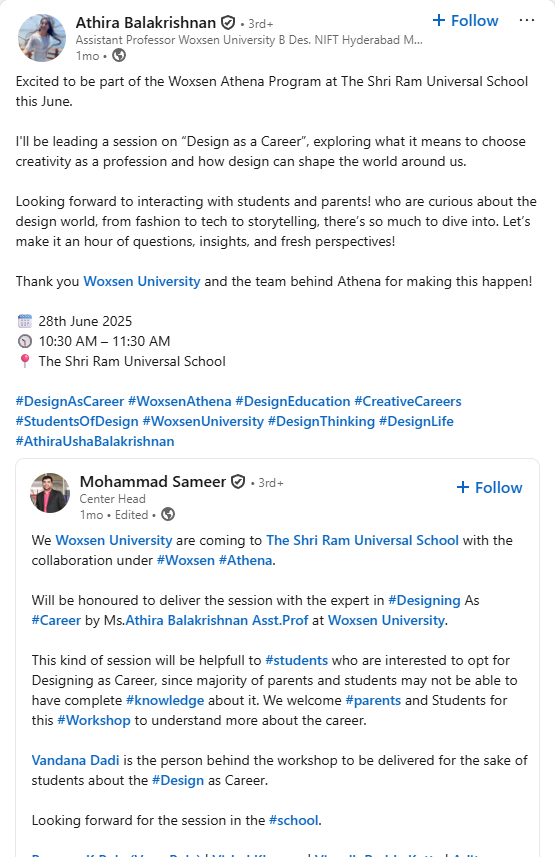 Athira Balakrishnan • 3rd+
+ Follow ...
Assistant Professor Woxsen University B Des. NIFT Hyderabad M...
1mo •
Excited to be part of the Woxsen Athena Program at The Shri Ram Universal School
this June.
I'll be leading a session on “Design as a Career”, exploring what it means to choose
creativity as a profession and how design can shape the world around us.
Looking forward to interacting with students and parents! who are curious about the
design world, from fashion to tech to storytelling, there’s so much to dive into. Let’s
make it an hour of questions, insights, and fresh perspectives!
Thank you Woxsen University and the team behind Athena for making this happen!
28th June 2025
10:30 AM – 11:30 AM
The Shri Ram Universal School
#DesignAsCareer #WoxsenAthena #DesignEducation #CreativeCareers
#StudentsOfDesign #WoxsenUniversity #DesignThinking #DesignLife
#AthiraUshaBalakrishnan
Mohammad Sameer • 3rd+
+ Follow
Center Head
1mo • Edited •
We Woxsen University are coming to The Shri Ram Universal School with the
collaboration under #Woxsen #Athena.
Will be honoured to deliver the session with the expert in #Designing As
#Career by Ms.Athira Balakrishnan Asst.Prof at Woxsen University.
This kind of session will be helpfull to #students who are interested to opt for
Designing as Career, since majority of parents and students may not be able to
have complete #knowledge about it. We welcome #parents and Students for
this #Workshop to understand more about the career.
Vandana Dadi is the person behind the workshop to be delivered for the sake of
students about the #Design as Career.
Looking forward for the session in the #school.